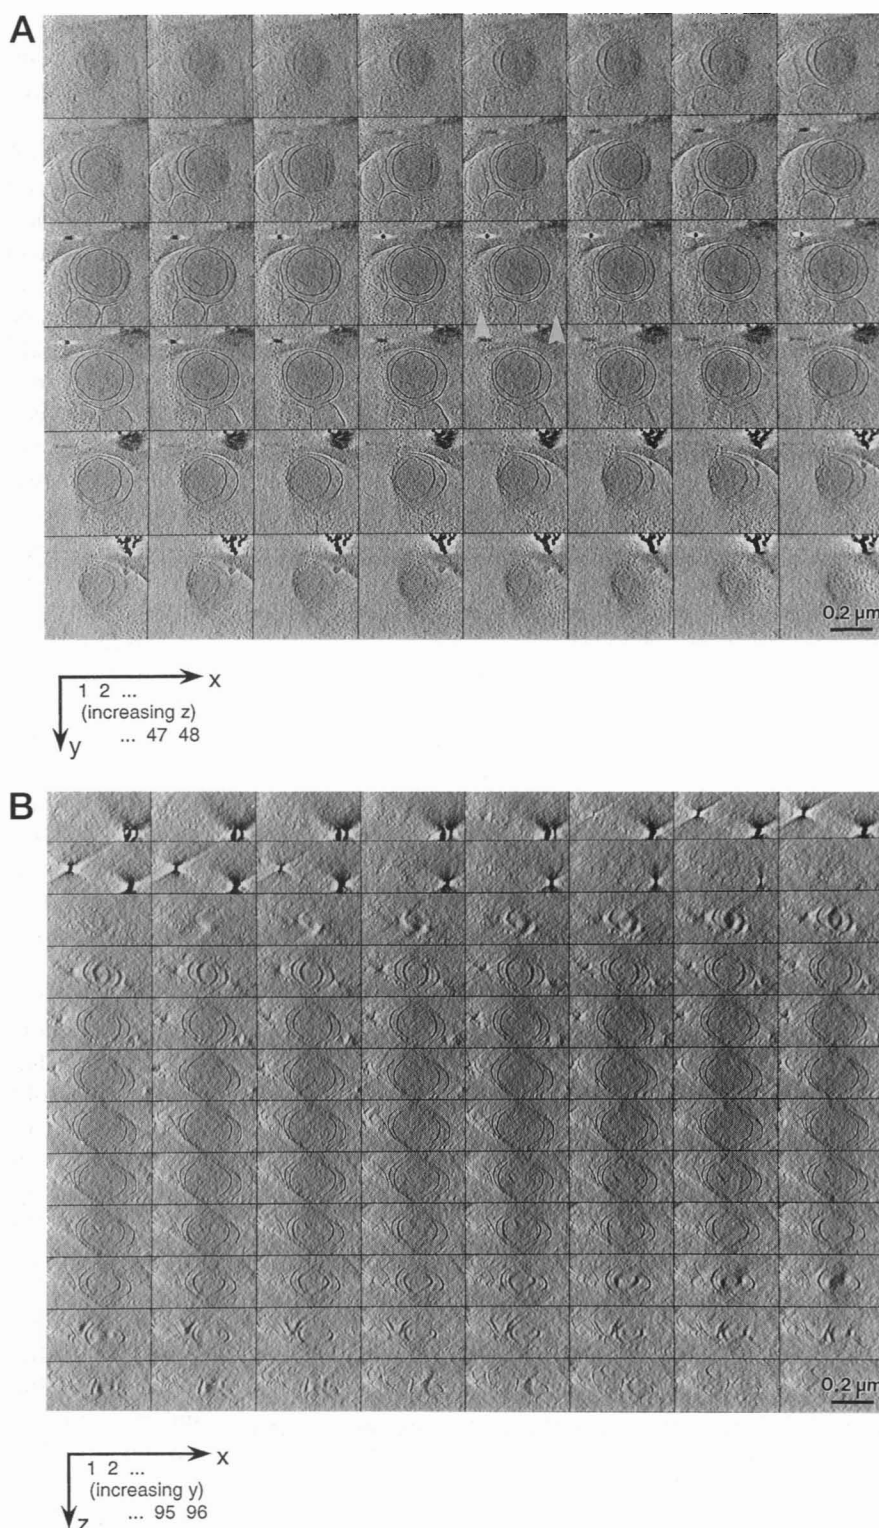 A
0.2 µm
x
1 2 ...
(increasing z)
... 47 48
y
B
0.2 µm
x
1 2 ...
(increasing y)
... 95 96
z